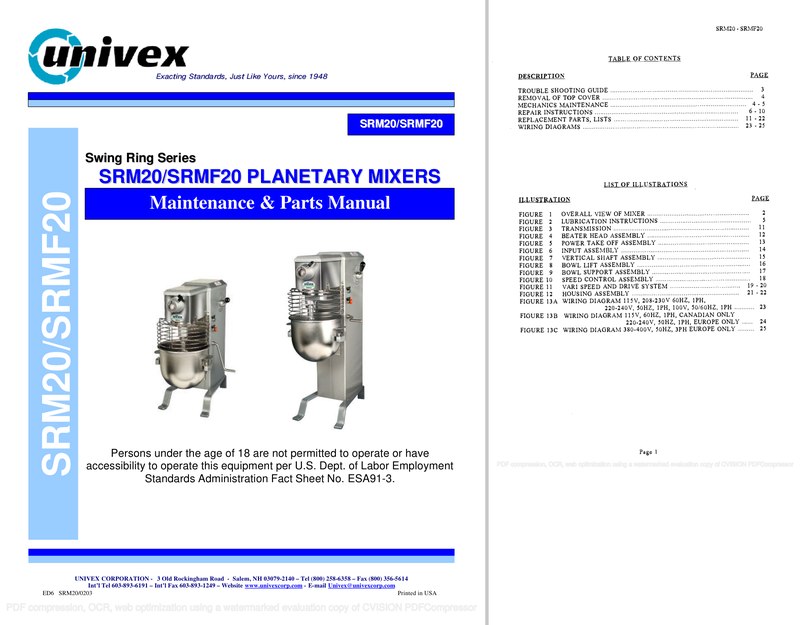 univex
Exacting Standards, Just Like Yours, since 1948
SRM20/SRMF20
SRM20/SRMF20
Swing Ring Series
SRM20/SRMF20 PLANETARY MIXERS
Maintenance & Parts Manual
Persons under the age of 18 are not permitted to operate or have
accessibility to operate this equipment per U.S. Dept. of Labor Employment
Standards Administration Fact Sheet No. ESA91-3.
UNIVEX CORPORATION - 3 Old Rockingham Road - Salem, NH 03079-2140 – Tel (800) 258-6358 – Fax (800) 356-5614
Int'l Tel 603-893-6191 – Int'l Fax 603-893-1249 – Website www.univexcorp.com - E-mail Univex@univexcorp.com
ED6 SRM20/0203 Printed in USA
PDF compression, OCR, web optimization using a watermarked evaluation copy of CVISION PDFCompressor
SRM20 - SRMF20
TABLE OF CONTENTS
DESCRIPTION PAGE
TROUBLE SHOOTING GUIDE 3
REMOVAL OF TOP COVER 4
MECHANICS MAINTENANCE 4 - 5
REPAIR INSTRUCTIONS 6 - 10
REPLACEMENT PARTS, LISTS 11 - 22
WIRING DIAGRAMS 23 - 25
LIST OF ILLUSTRATIONS
ILLUSTRATION PAGE
FIGURE 1 OVERALL VIEW OF MIXER 2
FIGURE 2 LUBRICATION INSTRUCTIONS 5
FIGURE 3 TRANSMISSION 11
FIGURE 4 BEATER HEAD ASSEMBLY 12
FIGURE 5 POWER TAKE OFF ASSEMBLY 13
FIGURE 6 INPUT ASSEMBLY 14
FIGURE 7 VERTICAL SHAFT ASSEMBLY 15
FIGURE 8 BOWL LIFT ASSEMBLY 16
FIGURE 9 BOWL SUPPORT ASSEMBLY 17
FIGURE 10 SPEED CONTROL ASSEMBLY 18
FIGURE 11 VARI SPEED AND DRIVE SYSTEM 19 - 20
FIGURE 12 HOUSING ASSEMBLY 21 - 22
FIGURE 13A WIRING DIAGRAM 115V, 208-230V 60HZ, 1PH,
220-240V, 50HZ, 1PH, 100V, 50/60HZ, 1PH 23
FIGURE 13B WIRING DIAGRAM 115V, 60HZ, 1PH, CANADIAN ONLY
220-240V, 50HZ, 1PH, EUROPE ONLY 24
FIGURE 13C WIRING DIAGRAM 380-400V, 50HZ, 3PH EUROPE ONLY 25
Page 1
PDF compression, OCR, web optimization using a watermarked evaluation copy of CVISION PDFCompressor